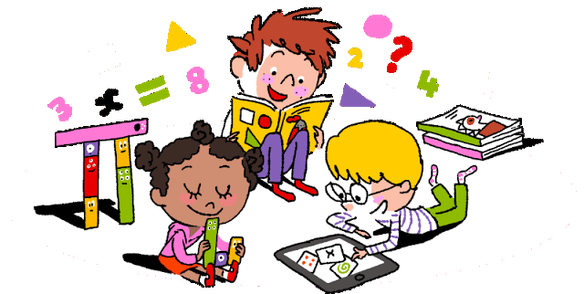 3 x = 8
2 ? 4
x